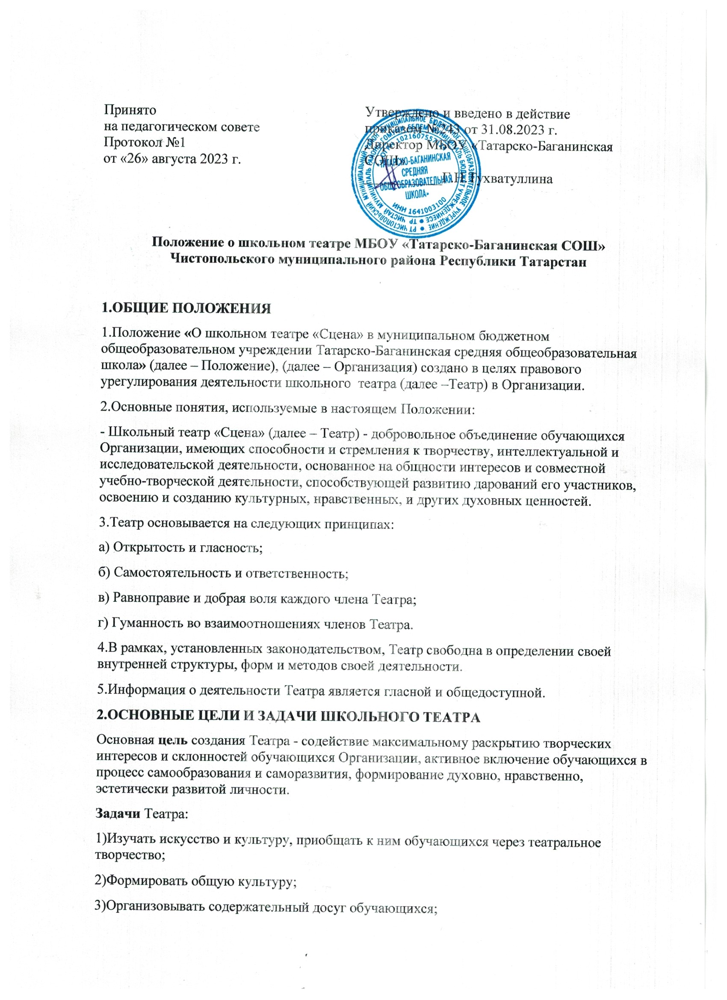 Принято
на педагогическом совете
Протокол №1
от «26» августа 2023 г.
Утверждено и введено в действие
приказом №243 от 31.08.2023 г.
Директор МБОУ «Татарско-Баганинская
СОШ»
Г.Н.Тухватуллина
ТАТАРСКО-БАГАНИНСКАЯ
СРЕДНЯЯ
ОБЩЕОБРАЗОВАТЕЛЬНАЯ
ШКОЛА»
ИНН 1641003100
Положение о школьном театре МБОУ «Татарско-Баганинская СОШ»
Чистопольского муниципального района Республики Татарстан
1.ОБЩИЕ ПОЛОЖЕНИЯ
1.Положение «О школьном театре «Сцена» в муниципальном бюджетном
общеобразовательном учреждении Татарско-Баганинская средняя общеобразовательная
школа» (далее – Положение), (далее – Организация) создано в целях правового
урегулирования деятельности школьного театра (далее –Театр) в Организации.
2.Основные понятия, используемые в настоящем Положении:
- Школьный театр «Сцена» (далее – Театр) - добровольное объединение обучающихся
Организации, имеющих способности и стремления к творчеству, интеллектуальной и
исследовательской деятельности, основанное на общности интересов и совместной
учебно-творческой деятельности, способствующей развитию дарований его участников,
освоению и созданию культурных, нравственных, и других духовных ценностей.
3.Театр основывается на следующих принципах:
а) Открытость и гласность;
б) Самостоятельность и ответственность;
в) Равноправие и добрая воля каждого члена Театра;
г) Гуманность во взаимоотношениях членов Театра.
4.В рамках, установленных законодательством, Театр свободна в определении своей
внутренней структуры, форм и методов своей деятельности.
5.Информация о деятельности Театра является гласной и общедоступной.
2.ОСНОВНЫЕ ЦЕЛИ И ЗАДАЧИ ШКОЛЬНОГО ТЕАТРА
Основная цель создания Театра - содействие максимальному раскрытию творческих
интересов и склонностей обучающихся Организации, активное включение обучающихся в
процесс самообразования и саморазвития, формирование духовно, нравственно,
эстетически развитой личности.
Задачи Театра:
1)Изучать искусство и культуру, приобщать к ним обучающихся через театральное
творчество;
2)Формировать общую культуру;
3)Организовывать содержательный досуг обучающихся;